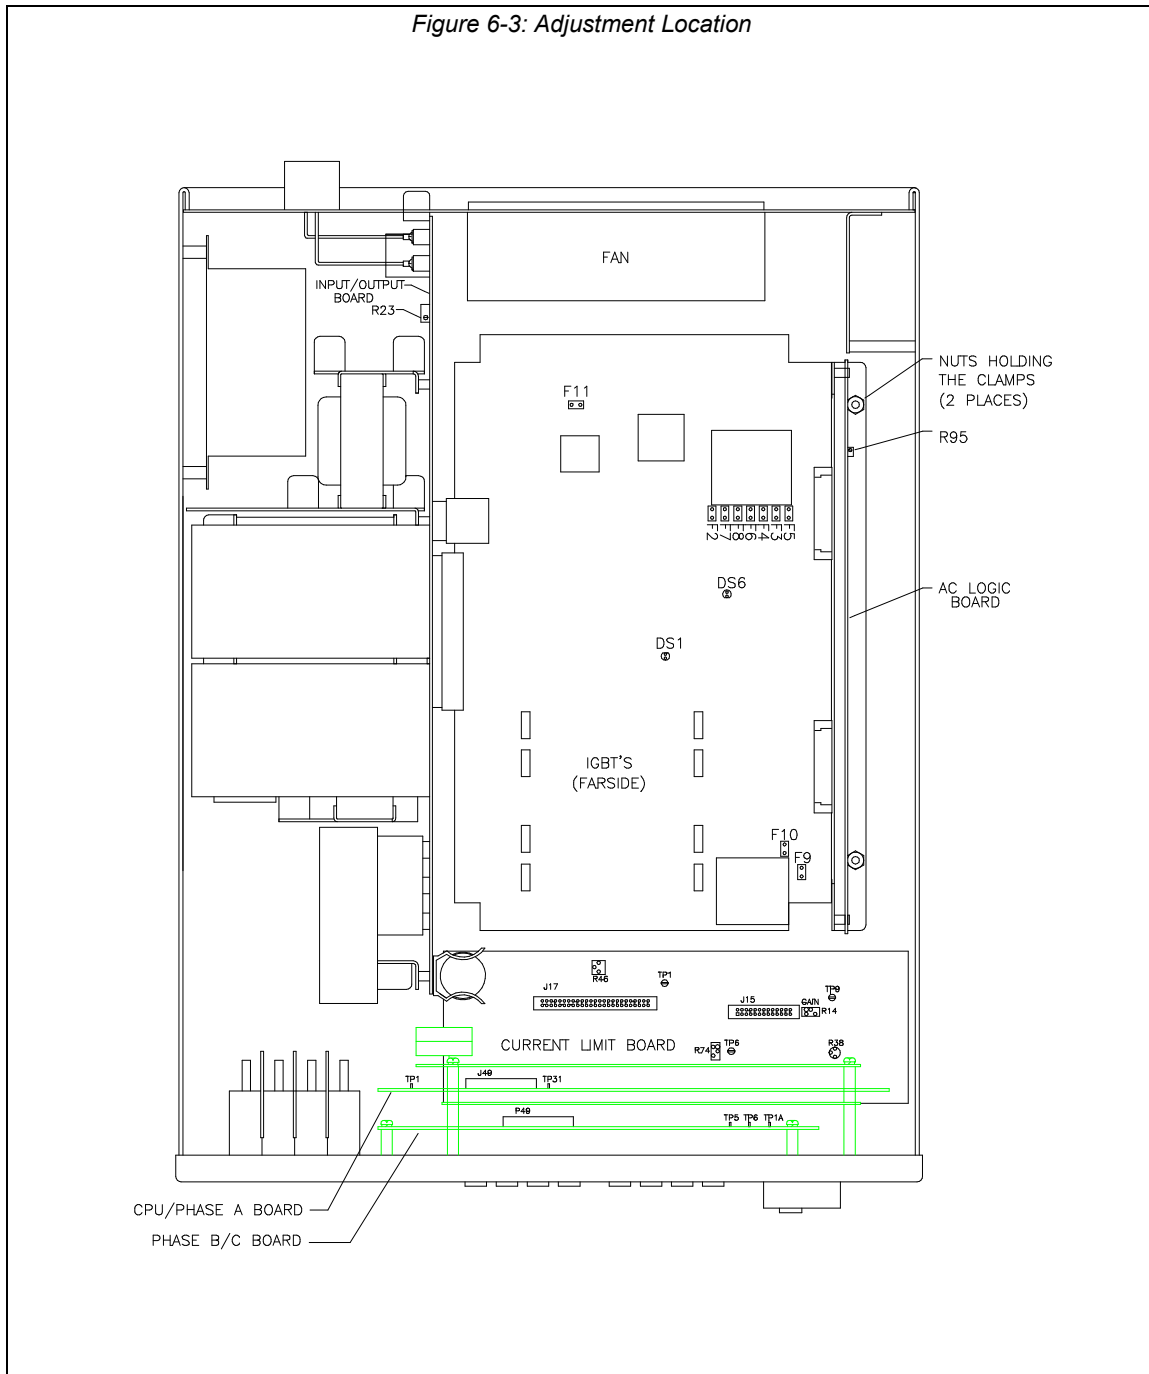 Figure 6-3: Adjustment Location
FAN
INPUT/OUTPUT
BOARD
R23
NUTS HOLDING
THE CLAMPS
(2 PLACES)
F11
R95
F2
F7
F8
F6
F4
F3
F5
DS6
AC LOGIC
BOARD
DS1
IGBT'S
(FARSIDE)
F10
F9
R46
TP1
J17
TP9
J15
GAIN
R14
CURRENT LIMIT BOARD
R74
TP6
R38
TP1
J49
TP31
P49
TP5
TP6
TP1A
CPU/PHASE A BOARD
PHASE B/C BOARD